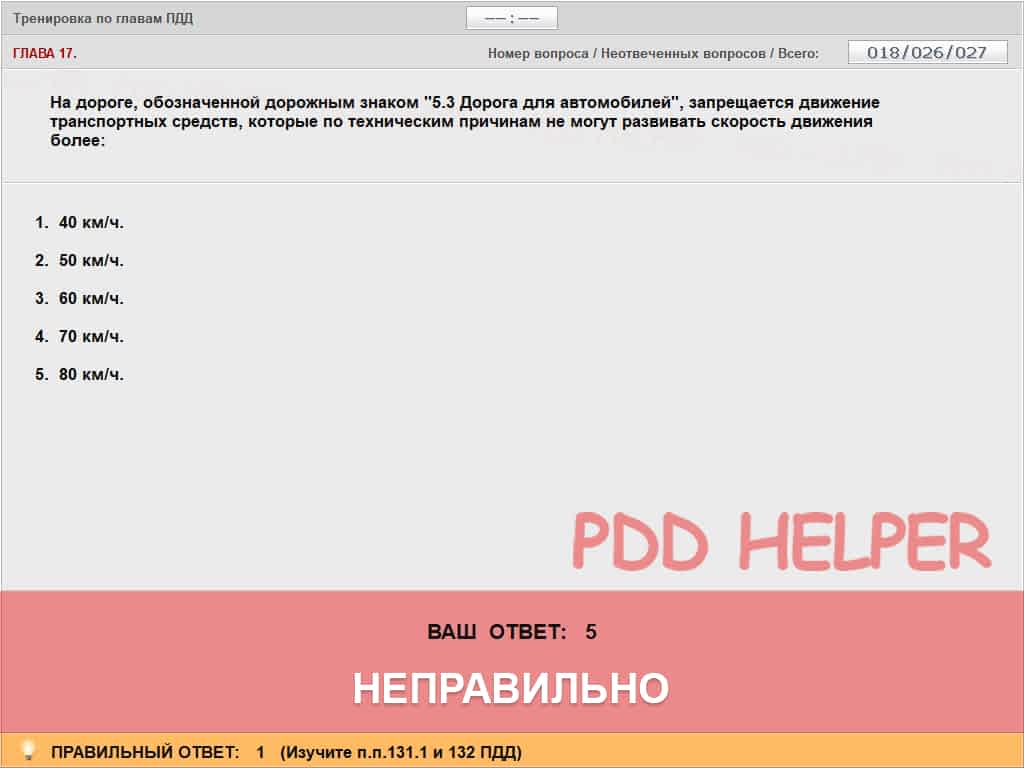 Тренировка по главам ПДД
—— : ——
ГЛАВА 17.
Номер вопроса / Неотвеченных вопросов / Всего:
018/026/027
На дороге, обозначенной дорожным знаком "5.3 Дорога для автомобилей", запрещается движение
транспортных средств, которые по техническим причинам не могут развивать скорость движения
более:
1. 40 км/ч.
2. 50 км/ч.
3. 60 км/ч.
4. 70 км/ч.
5. 80 км/ч.
PDD HELPER
ВАШ ОТВЕТ: 5
НЕПРАВИЛЬНО
ПРАВИЛЬНЫЙ ОТВЕТ: 1 (Изучите п.п.131.1 и 132 ПДД)